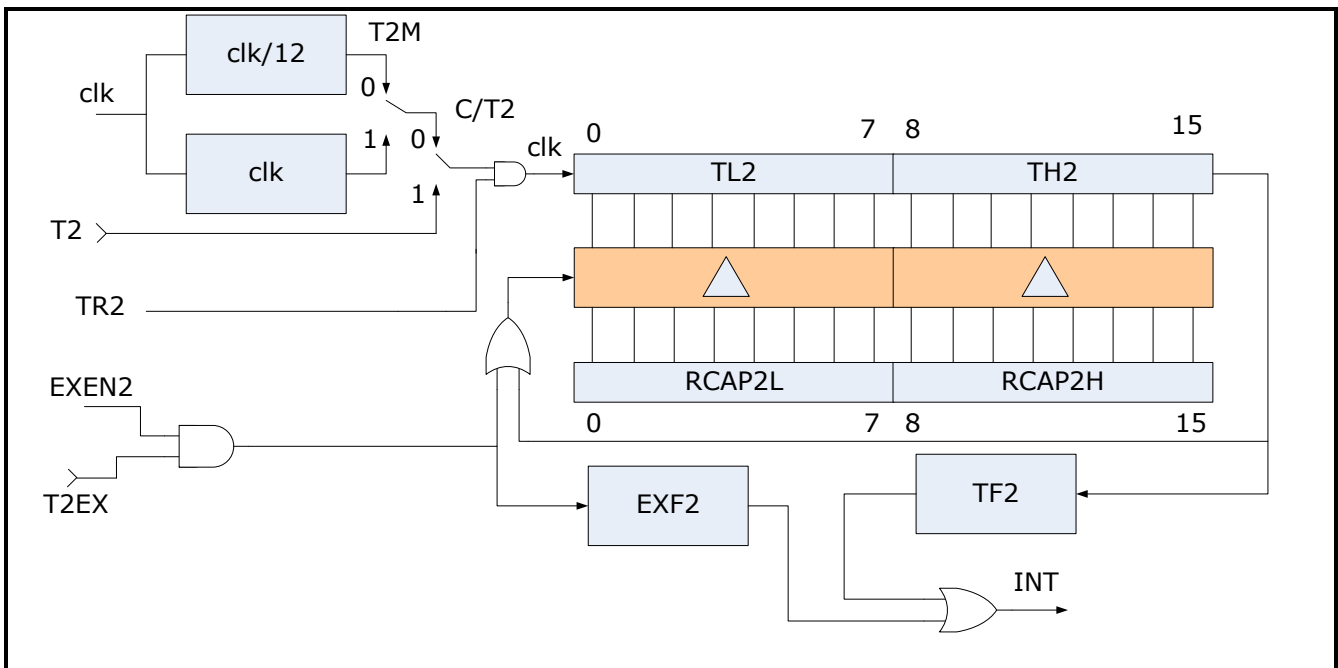 T2M
clk/12
0
clk
C/T2
1
0
clk
clk
1
T2
TR2
0
7
8
15
TL2
TH2
RCAP2L
RCAP2H
0
7
8
15
EXEN2
T2EX
EXF2
TF2
INT